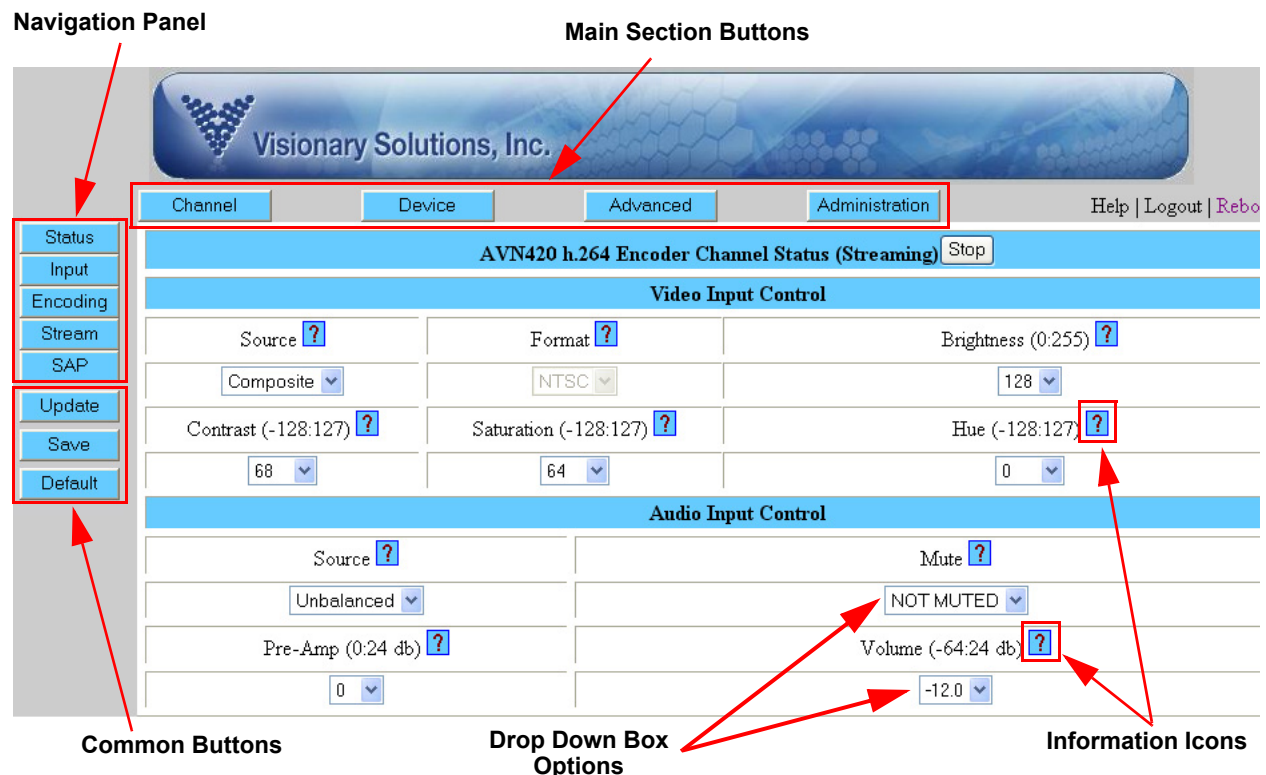 Navigation Panel
Main Section Buttons
Visionary Solutions, Inc.
Channel Device Advanced Administration Help | Logout | Rebo
Status
Input
Encoding
Stream
SAP
Update
Save
Default
AVN420 h.264 Encoder Channel Status (Streaming) Stop
Video Input Control
Source ? Format ? Brightness (0:255) ?
Composite NTSC 128
Contrast (-128:127) ? Saturation (-128:127) ? Hue (-128:127) ?
68 64 0
Audio Input Control
Source ? Mute ?
Unbalanced NOT MUTED
Pre-Amp (0:24 db) ? Volume (-64:24 db) ?
0 -12.0
Common Buttons
Drop Down Box
Options
Information Icons